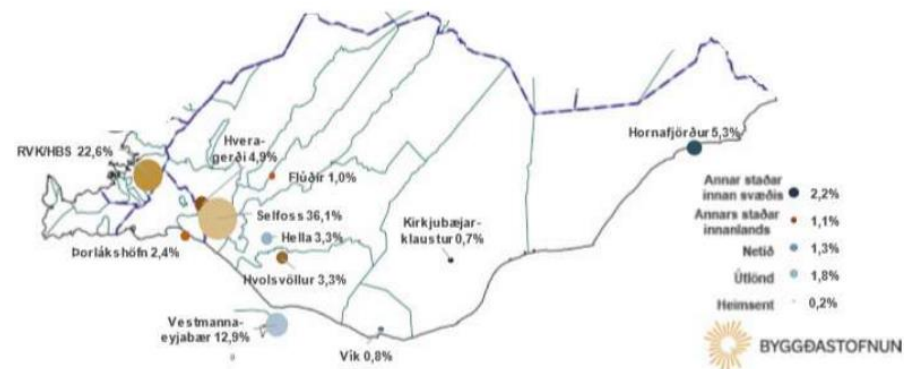 Hornafjörður 5,3%
Hvera-
gerði 4,9%
RVK/HBS 22,6%
Flúðir 1,0%
Selfoss 36,1%
Kirkjubæjar-
klaustur 0,7%
Hella 3,3%
Þorlákshöfn 2,4%
Hvolsvöllur 3,3%
Vestmanna-
eyjabær 12,9%
Vík 0,8%
Annar staðar
innan svæðis 2,2%
Annars staðar
innanlands 1,1%
Netið 1,3%
Útlönd 1,8%
Heimsent 0,2%
BYGGÐASTOFNUN